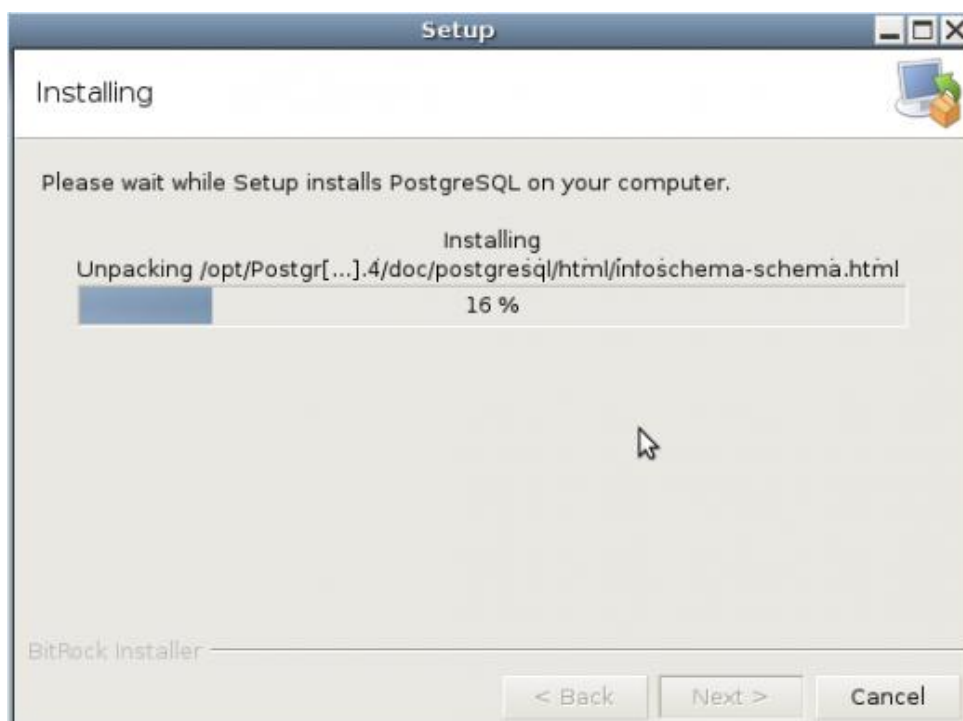 Setup
Installing
Please wait while Setup installs PostgreSQL on your computer.
Installing
Unpacking /opt/Postgr[...].4/doc/postgresql/html/infoschema-schema.html
16 %
BitRock Installer
< Back Next > Cancel